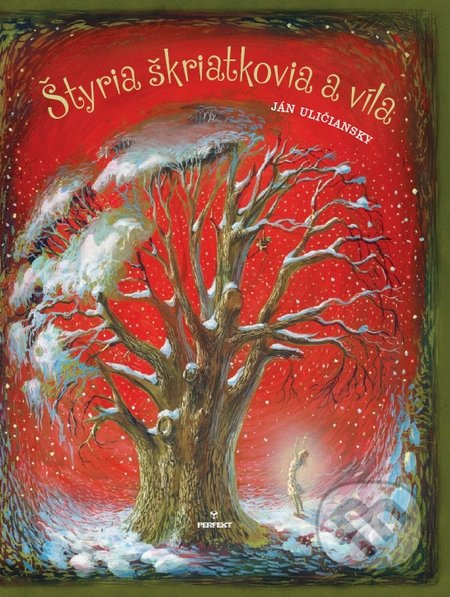 Štyria škriatkovia a víla
JÁN ULIČIANSKY
PERFEKT